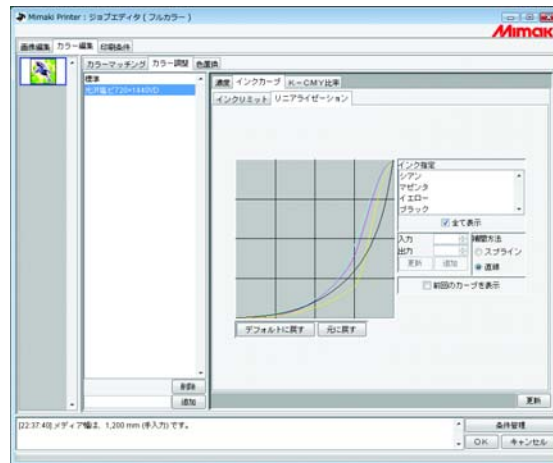 Mimaki Printer : ジョブエディタ ( フルカラー )
Mimaki
画像編集 カラー編集 印刷条件
カラーマッチング カラー調整 色置換
標準
光沢塩ビ720×1440VD
濃度 インクカーブ K－CMY比率
インクリミット リニアライゼーション
インク指定
シアン
マゼンタ
イエロー
ブラック
全て表示
入力
出力
更新 追加
補間方法
スプライン
直線
前回のカーブを表示
デフォルトに戻す 元に戻す
削除
追加
更新
[22:37:40] メディア幅は、1,200 mm (手入力) です。
条件管理
OK キャンセル